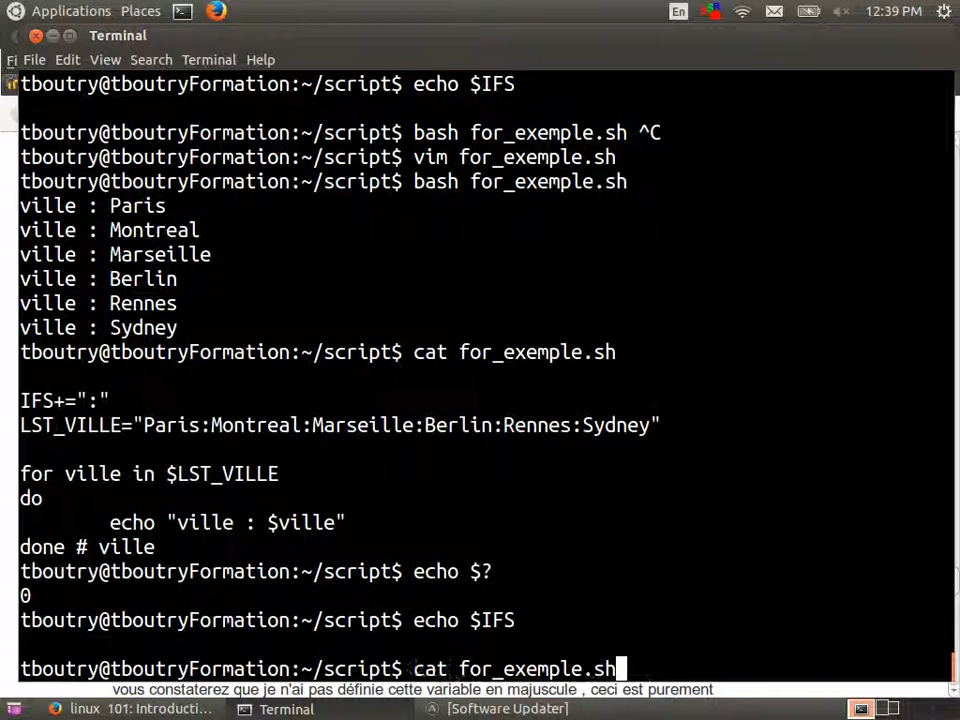 Applications Places En 12:39 PM
Terminal
Fi File Edit View Search Terminal Help
tboutry@tboutryFormation:~/script$ echo $IFS
tboutry@tboutryFormation:~/script$ bash for_exemple.sh ^C
tboutry@tboutryFormation:~/script$ vim for_exemple.sh
tboutry@tboutryFormation:~/script$ bash for_exemple.sh
ville : Paris
ville : Montreal
ville : Marseille
ville : Berlin
ville : Rennes
ville : Sydney
tboutry@tboutryFormation:~/script$ cat for_exemple.sh
IFS+=":"
LST_VILLE="Paris:Montreal:Marseille:Berlin:Rennes:Sydney"
for ville in $LST_VILLE
do
        echo "ville : $ville"
done # ville
tboutry@tboutryFormation:~/script$ echo $?
0
tboutry@tboutryFormation:~/script$ echo $IFS
tboutry@tboutryFormation:~/script$ cat for_exemple.sh
vous constaterez que je n'ai pas définie cette variable en majuscule , ceci est purement
linux_101: Introducti... Terminal [Software Updater]